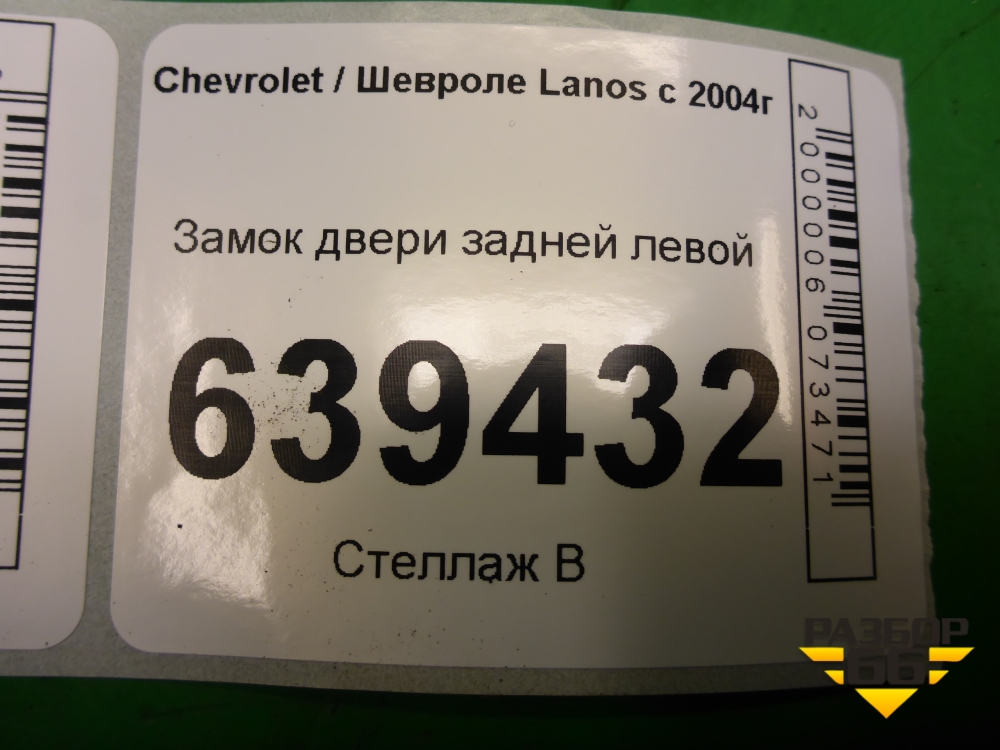 Chevrolet / Шевроле Lanos с 2004г
Замок двери задней левой
639432
Стеллаж В
2000006073471
РАЗБОР
66